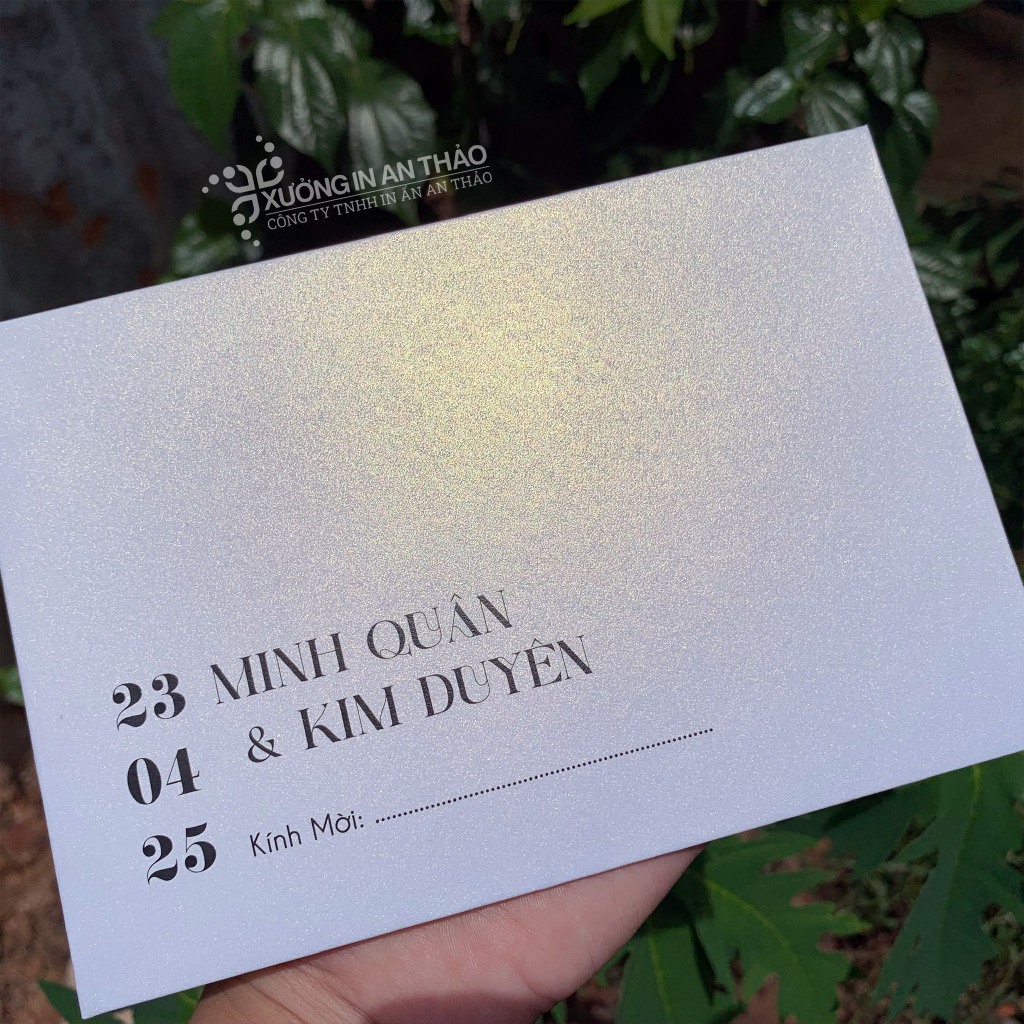 XƯỞNG IN AN THẢO
CÔNG TY TNHH IN ẤN AN THẢO
23 MINH QUÂN
04 & KIM DUYÊN
25 Kính Mời: ........................................................